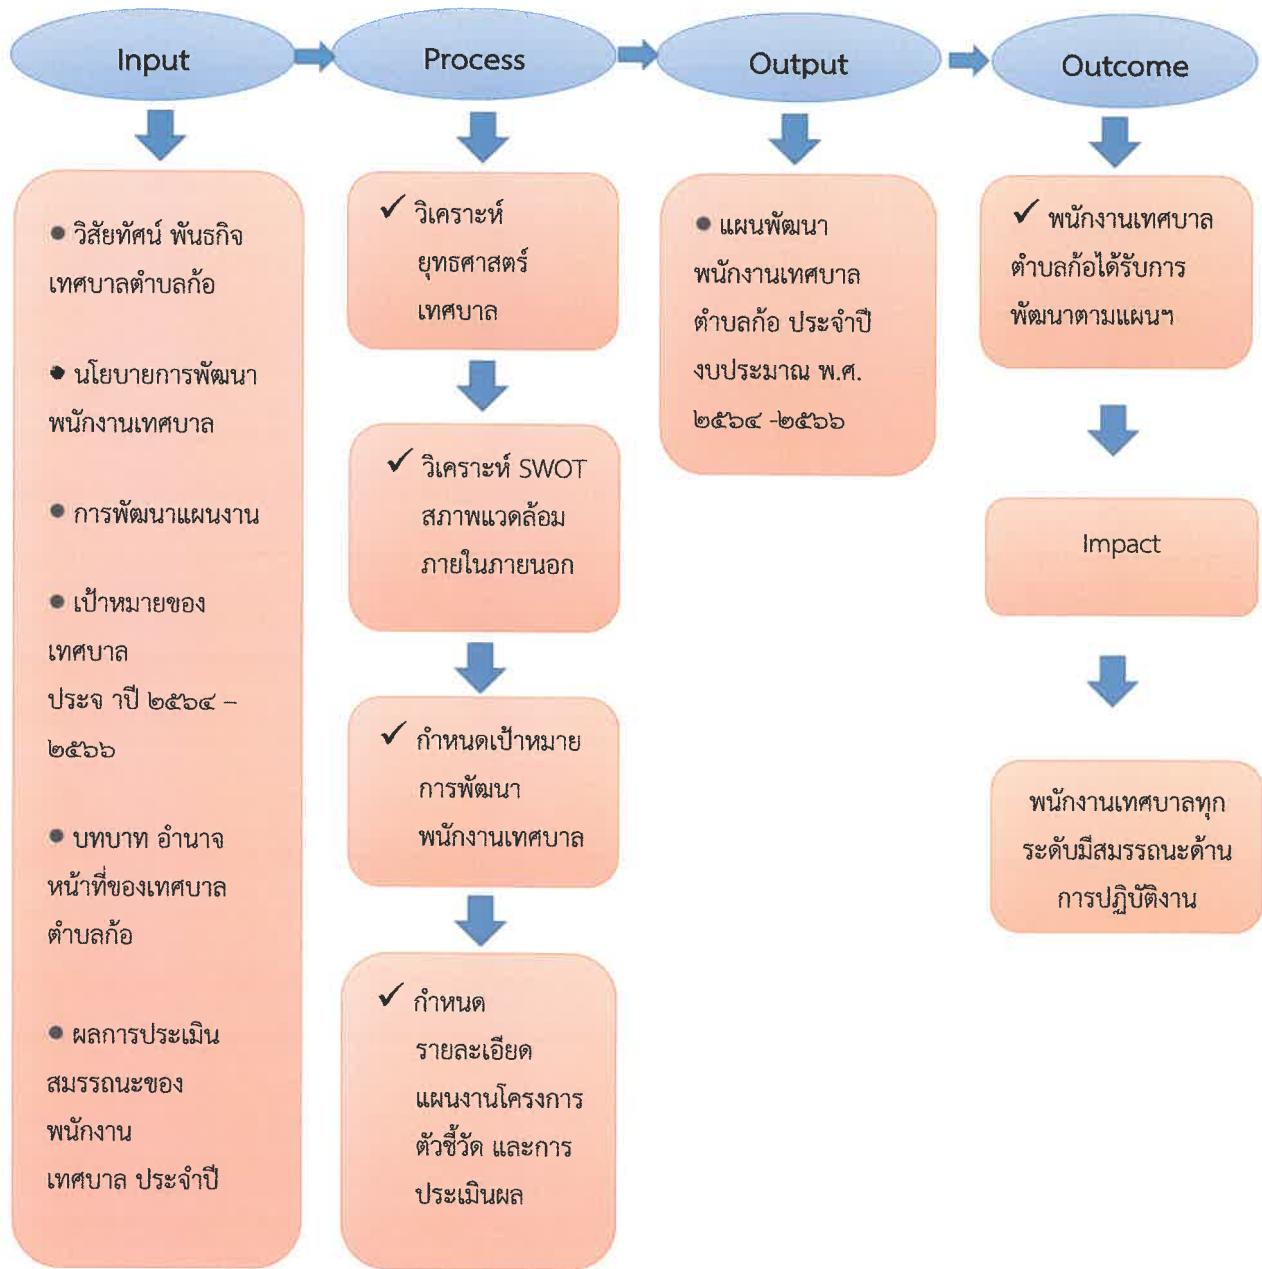 Input
Process
Output
Outcome
● วิสัยทัศน์ พันธกิจ
เทศบาลตำบลก้อ
● นโยบายการพัฒนา
พนักงานเทศบาล
● การพัฒนาแผนงาน
● เป้าหมายของ
เทศบาล
ประจ าปี ๒๕๖๔ –
๒๕๖๖
● บทบาท อำนาจ
หน้าที่ของเทศบาล
ตำบลก้อ
● ผลการประเมิน
สมรรถนะของ
พนักงาน
เทศบาล ประจำปี
✓ วิเคราะห์
ยุทธศาสตร์
เทศบาล
✓ วิเคราะห์ SWOT
สภาพแวดล้อม
ภายในภายนอก
✓ กำหนดเป้าหมาย
การพัฒนา
พนักงานเทศบาล
✓ กำหนด
รายละเอียด
แผนงานโครงการ
ตัวชี้วัด และการ
ประเมินผล
● แผนพัฒนา
พนักงานเทศบาล
ตำบลก้อ ประจำปี
งบประมาณ พ.ศ.
๒๕๖๔ -๒๕๖๖
✓ พนักงานเทศบาล
ตำบลก้อได้รับการ
พัฒนาตามแผนฯ
Impact
พนักงานเทศบาลทุก
ระดับมีสมรรถนะด้าน
การปฏิบัติงาน